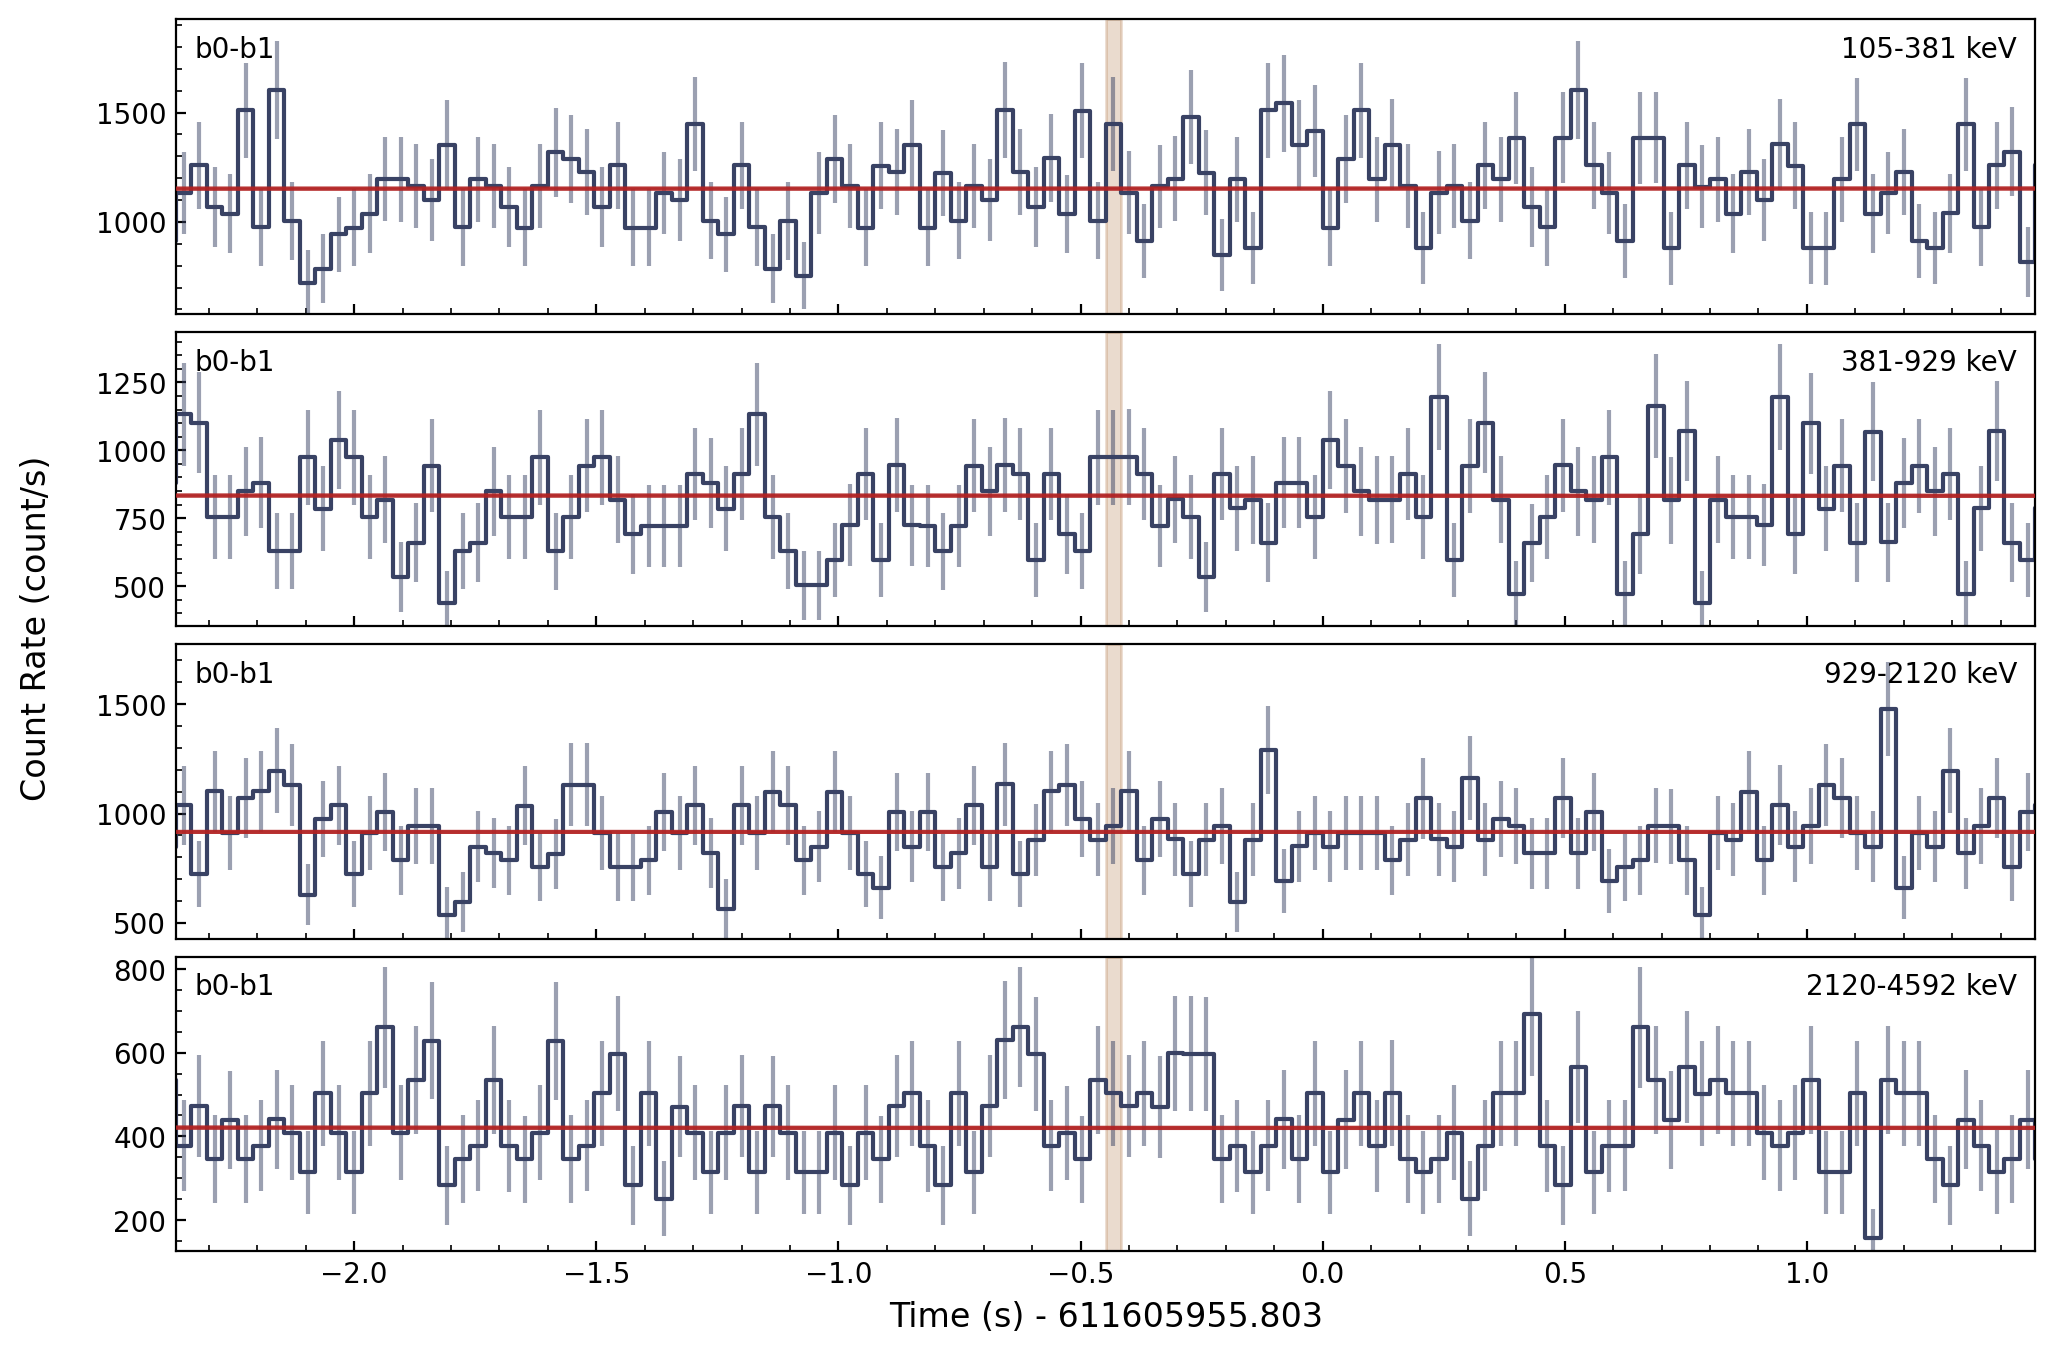 b0-b1 105-381 keV
1500
1000
b0-b1 381-929 keV
1250
1000
750
500
b0-b1 929-2120 keV
1500
1000
500
b0-b1 2120-4592 keV
800
600
400
200
Count Rate (count/s)
−2.0 −1.5 −1.0 −0.5 0.0 0.5 1.0
Time (s) - 611605955.803